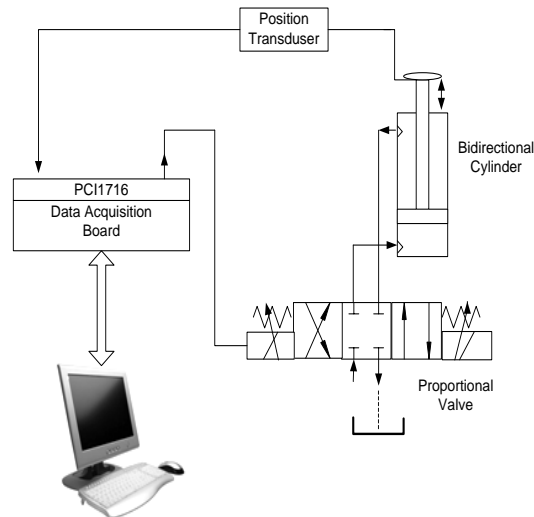 Position
Transduser
Bidirectional
Cylinder
PCI1716
Data Acquisition
Board
Proportional
Valve